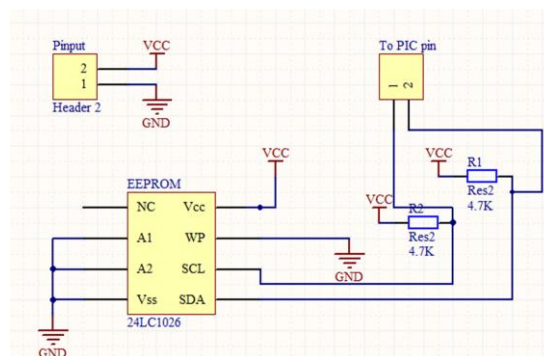 Pinput
2
1
Header 2
VCC
GND
To PIC pin
1
2
VCC
R1
Res2
4.7K
VCC
R2
Res2
4.7K
VCC
EEPROM
NC Vcc
A1 WP
A2 SCL
Vss SDA
24LC1026
GND
GND